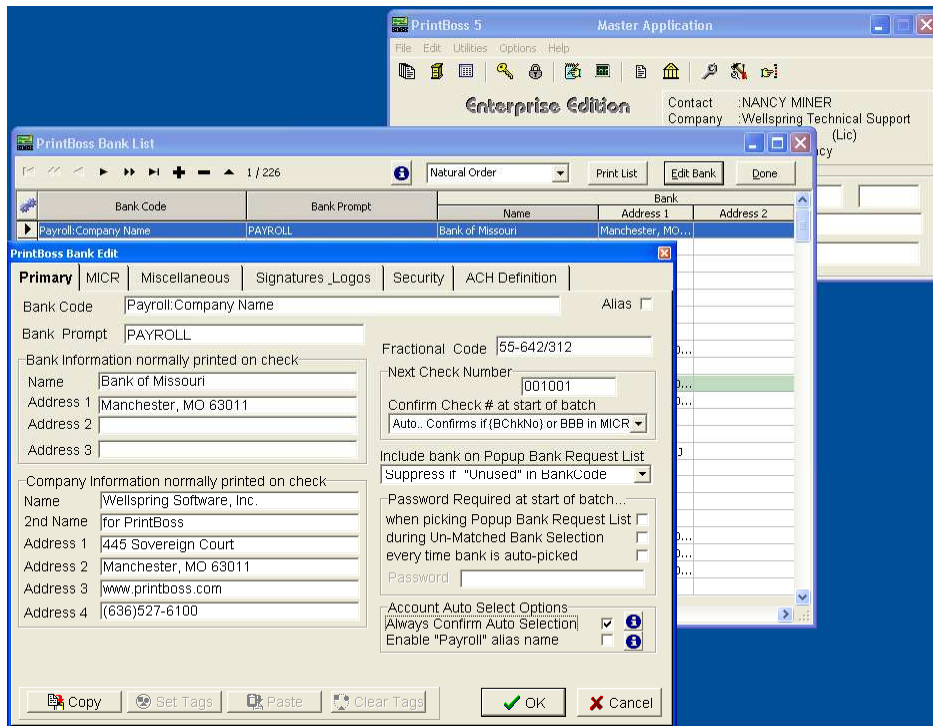 PrintBoss 5 Master Application
File Edit Utilities Options Help
Enterprise Edition
Contact :NANCY MINER
Company :Wellspring Technical Support
(Lic)
PrintBoss Bank List
1 / 226
Natural Order
Print List
Edit Bank
Done
Bank Code
Bank Prompt
Bank
Name
Address 1
Address 2
Payroll:Company Name PAYROLL Bank of Missouri Manchester, MO...
PrintBoss Bank Edit
Primary MICR Miscellaneous Signatures _Logos Security ACH Definition
Bank Code Payroll:Company Name
Alias
Bank Prompt PAYROLL
Bank Information normally printed on check
Name Bank of Missouri
Address 1 Manchester, MO 63011
Address 2
Address 3
Company Information normally printed on check
Name Wellspring Software, Inc.
2nd Name for PrintBoss
Address 1 445 Sovereign Court
Address 2 Manchester, MO 63011
Address 3 www.printboss.com
Address 4 (636)527-6100
Fractional Code 55-642/312
Next Check Number
001001
Confirm Check # at start of batch
Auto.. Confirms if {BChkNo} or BBB in MICR
Include bank on Popup Bank Request List
Suppress if "Unused" in BankCode
Password Required at start of batch...
when picking Popup Bank Request List
during Un-Matched Bank Selection
every time bank is auto-picked
Password
Account Auto Select Options
Always Confirm Auto Selection
Enable "Payroll" alias name
Copy Set Tags Paste Clear Tags OK Cancel